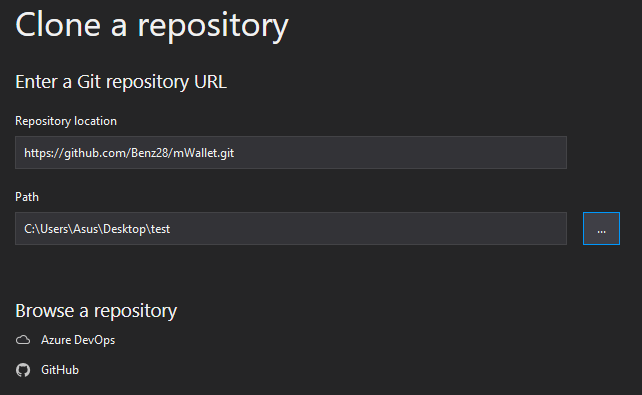 Clone a repository
Enter a Git repository URL
Repository location
https://github.com/Benz28/mWallet.git
Path
C:\Users\Asus\Desktop\test
...
Browse a repository
Azure DevOps
GitHub